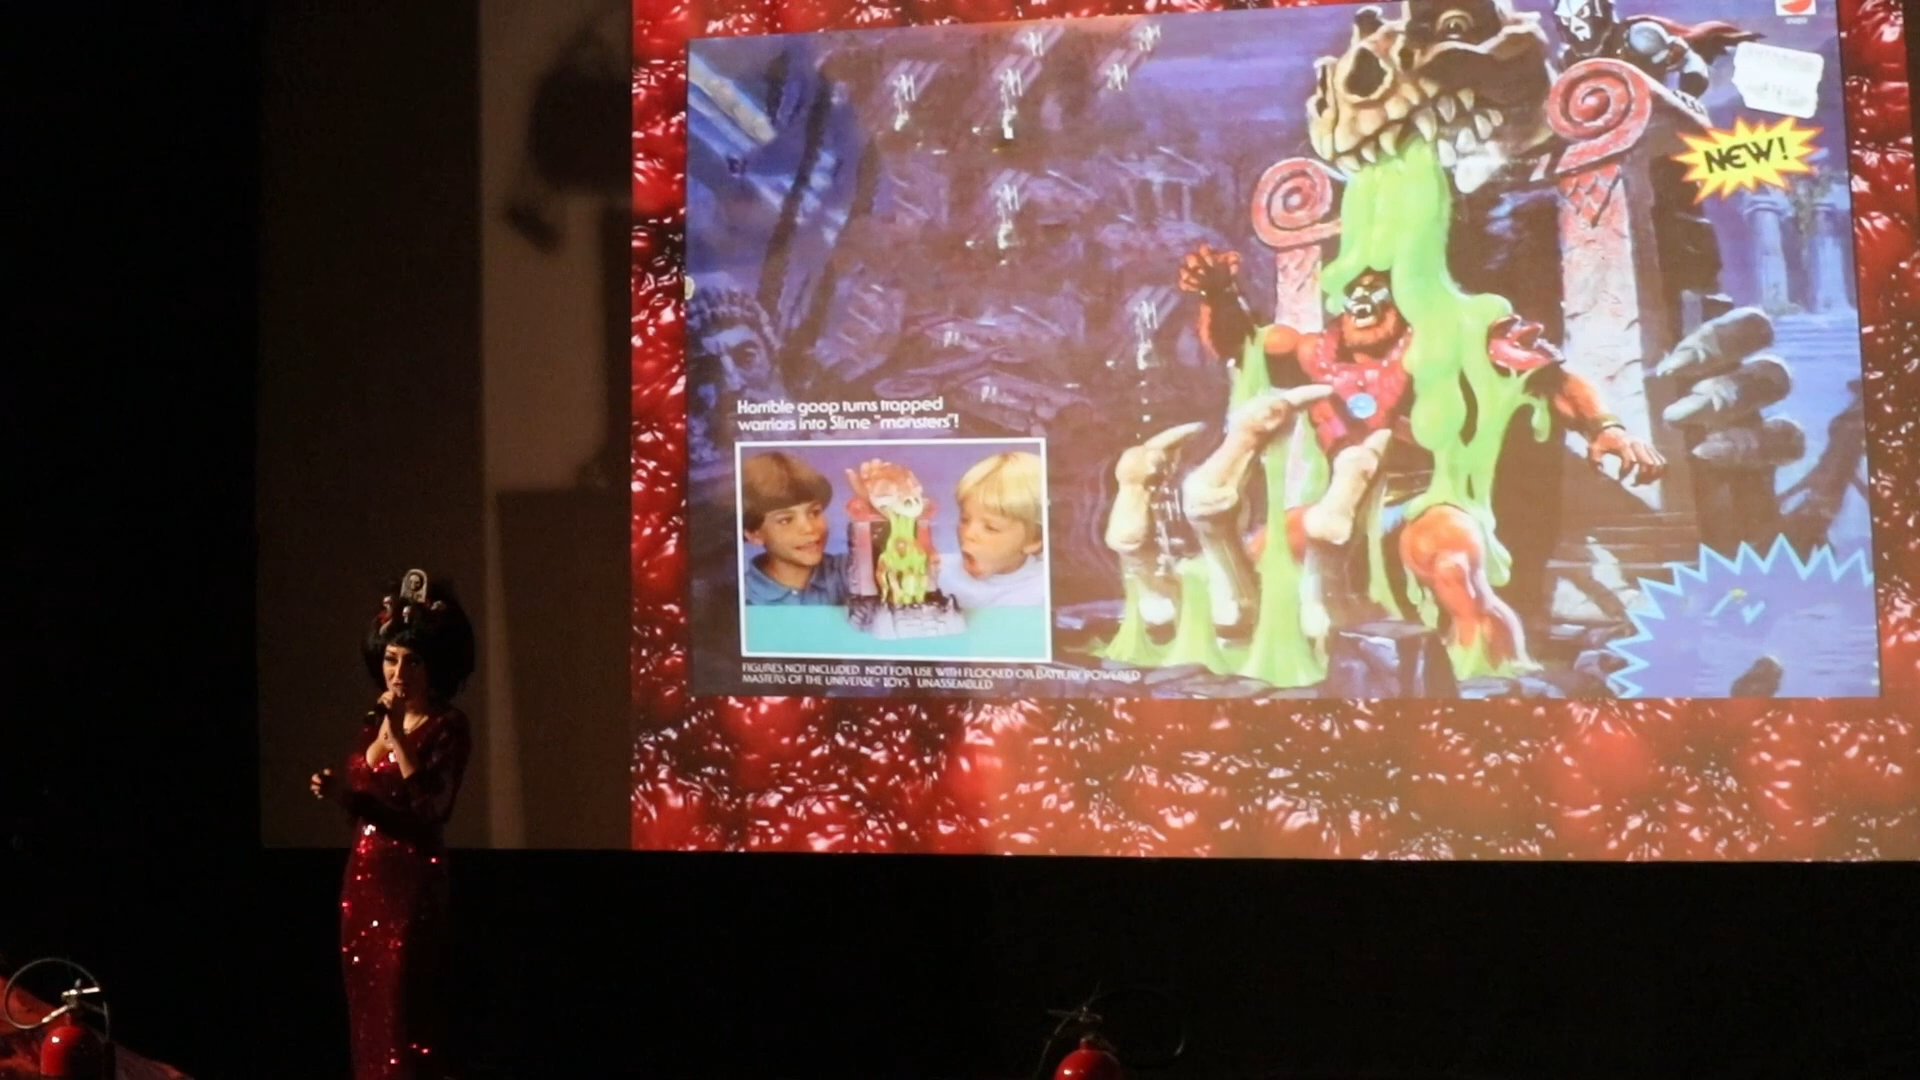 NEW!
Horrible goop turns trapped
warriors into Slime "monsters"!
FIGURES NOT INCLUDED. NOT FOR USE WITH FLOCKED OR BATTERY POWERED
MASTERS OF THE UNIVERSE® TOYS. UNASSEMBLED